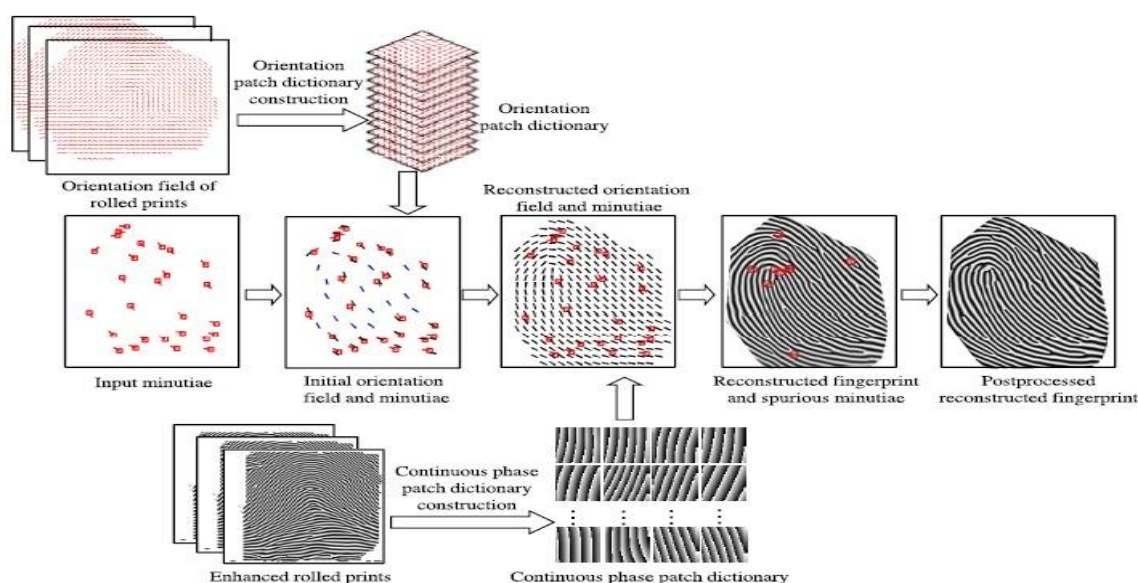 Orientation
patch dictionary
construction
Orientation
patch dictionary
Orientation field of
rolled prints
Reconstructed orientation
field and minutiae
Input minutiae
Initial orientation
field and minutiae
Reconstructed fingerprint
and spurious minutiae
Postprocessed
reconstructed fingerprint
Continuous phase
patch dictionary
construction
Enhanced rolled prints
Continuous phase patch dictionary